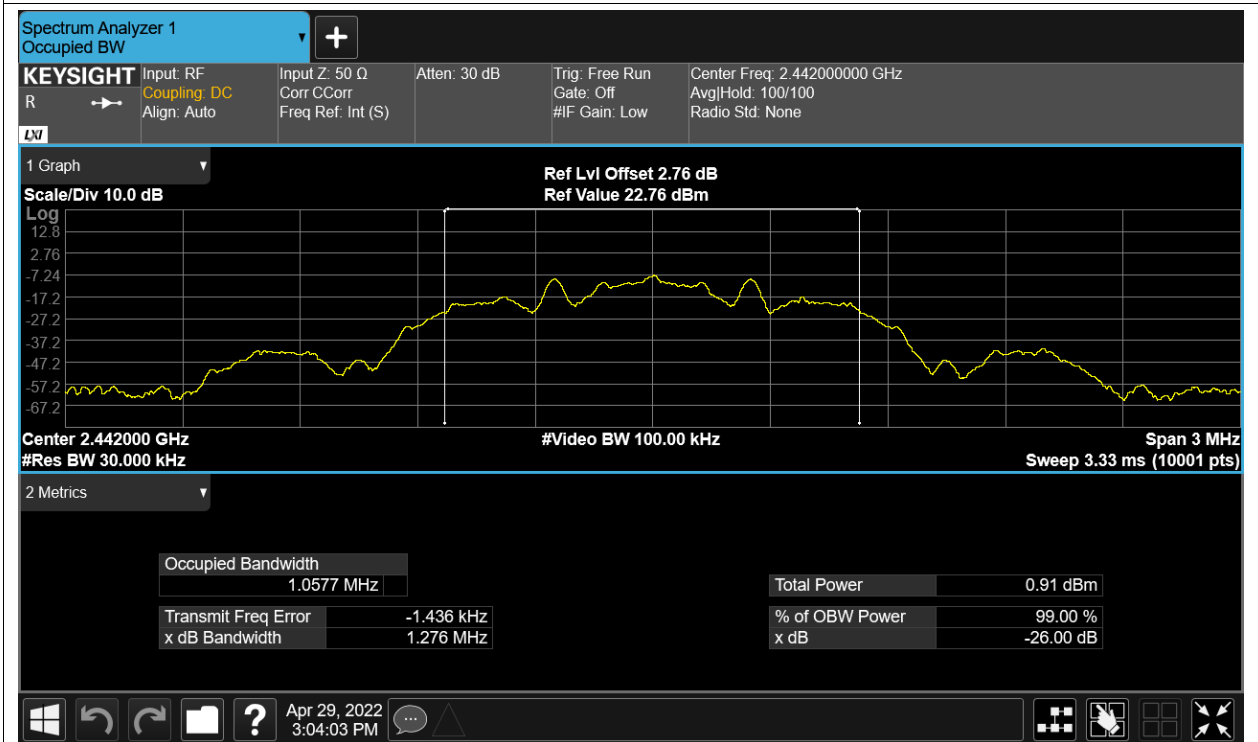 Spectrum Analyzer 1
Occupied BW
KEYSIGHT
R
LXI
Input: RF
Coupling: DC
Align: Auto
Input Z: 50 Ω
Corr CCorr
Freq Ref: Int (S)
Atten: 30 dB
Trig: Free Run
Gate: Off
#IF Gain: Low
Center Freq: 2.442000000 GHz
Avg|Hold: 100/100
Radio Std: None
1 Graph
Scale/Div 10.0 dB
Ref Lvl Offset 2.76 dB
Ref Value 22.76 dBm
Log
12.8
2.76
-7.24
-17.2
-27.2
-37.2
-47.2
-57.2
-67.2
Center 2.442000 GHz
#Res BW 30.000 kHz
#Video BW 100.00 kHz
Span 3 MHz
Sweep 3.33 ms (10001 pts)
2 Metrics
Occupied Bandwidth
1.0577 MHz
Total Power 0.91 dBm
Transmit Freq Error -1.436 kHz
% of OBW Power 99.00 %
x dB Bandwidth 1.276 MHz
x dB -26.00 dB
?
Apr 29, 2022
3:04:03 PM